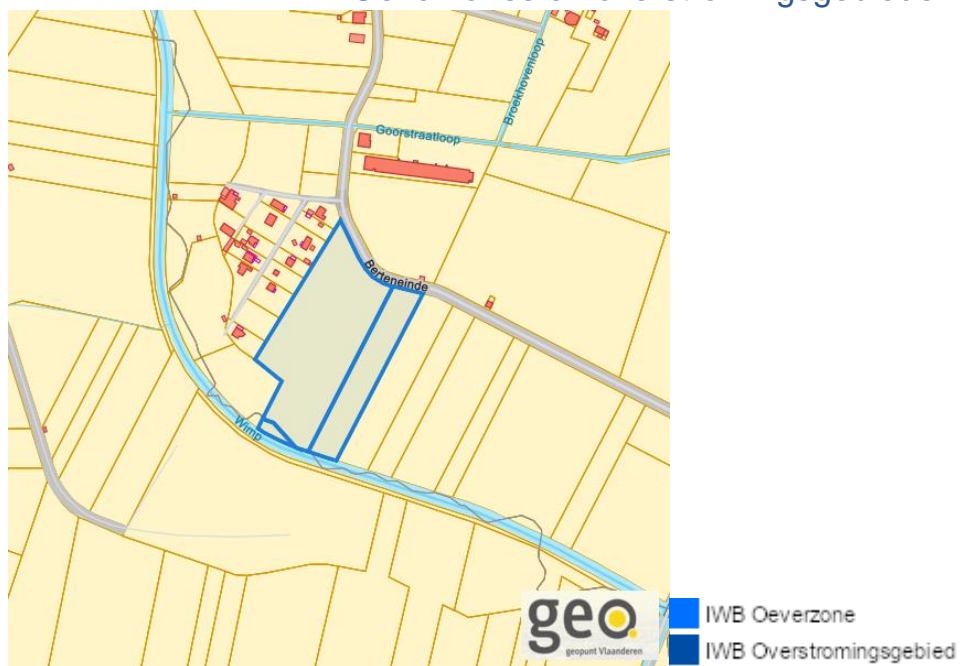 Broekhovenloop
Goorstraatloop
Berteneinde
Wimp
geo
geopunt Vlaanderen
IWB Oeverzone
IWB Overstromingsgebied